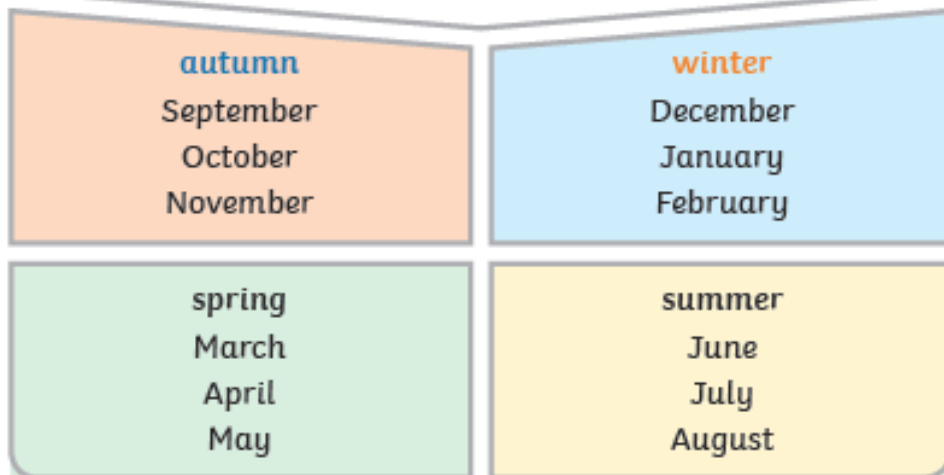 autumn
September
October
November
winter
December
January
February
spring
March
April
May
summer
June
July
August